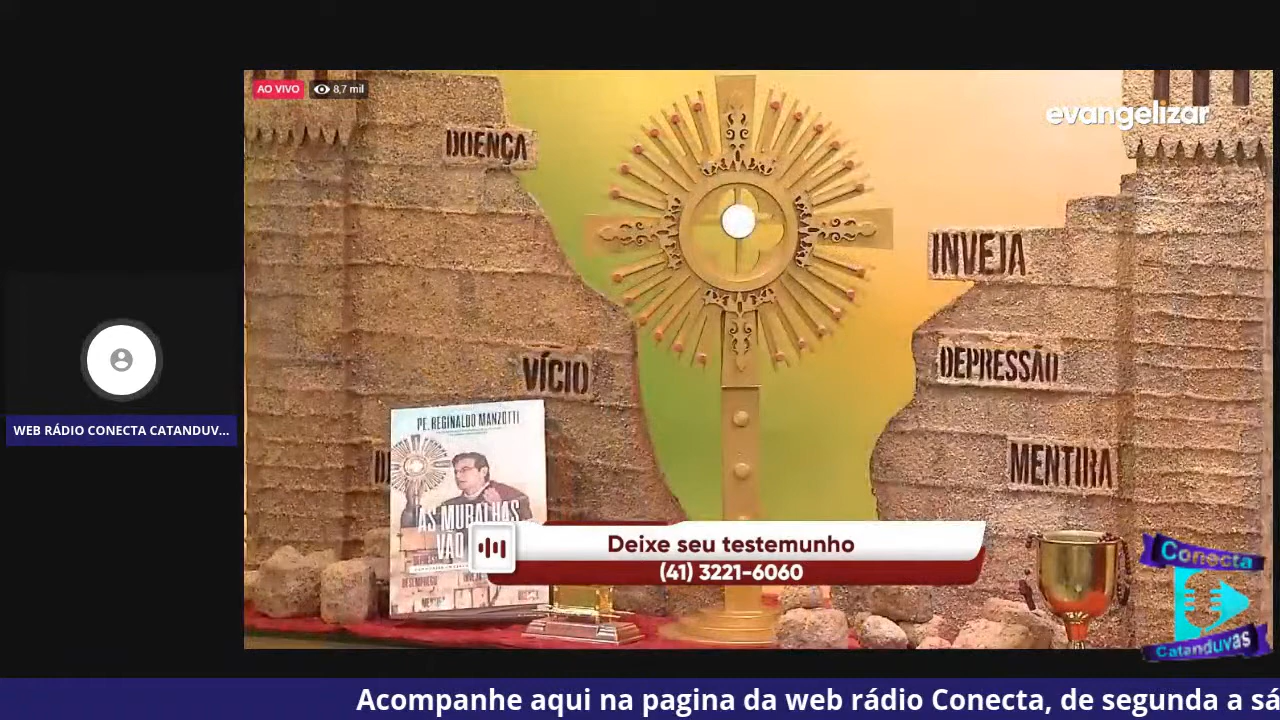 AO VIVO
8,7 mil
evangelizar
DOENÇA
INVEJA
VÍCIO
DEPRESSÃO
MENTIRA
PE. REGINALDO MANZOTTI
AS MURALHAS
Deixe seu testemunho
(41) 3221-6060
WEB RÁDIO CONECTA CATANDUV...
Conecta
Catanduvas
Acompanhe aqui na pagina da web rádio Conecta, de segunda a sá